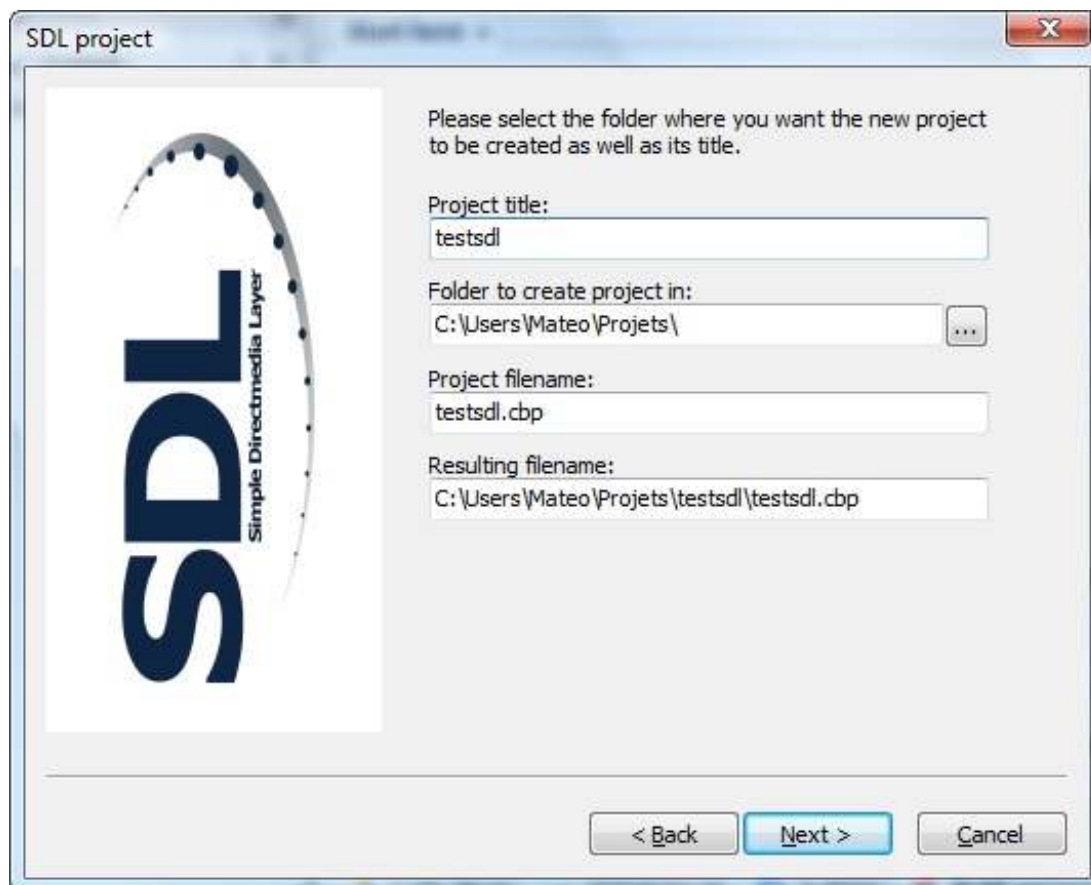 SDL project
SDL
Simple Directmedia Layer
Please select the folder where you want the new project
to be created as well as its title.
Project title:
testsdl
Folder to create project in:
C:\Users\Mateo\Projets\
...
Project filename:
testsdl.cbp
Resulting filename:
C:\Users\Mateo\Projets\testsdl\testsdl.cbp
< Back
Next >
Cancel